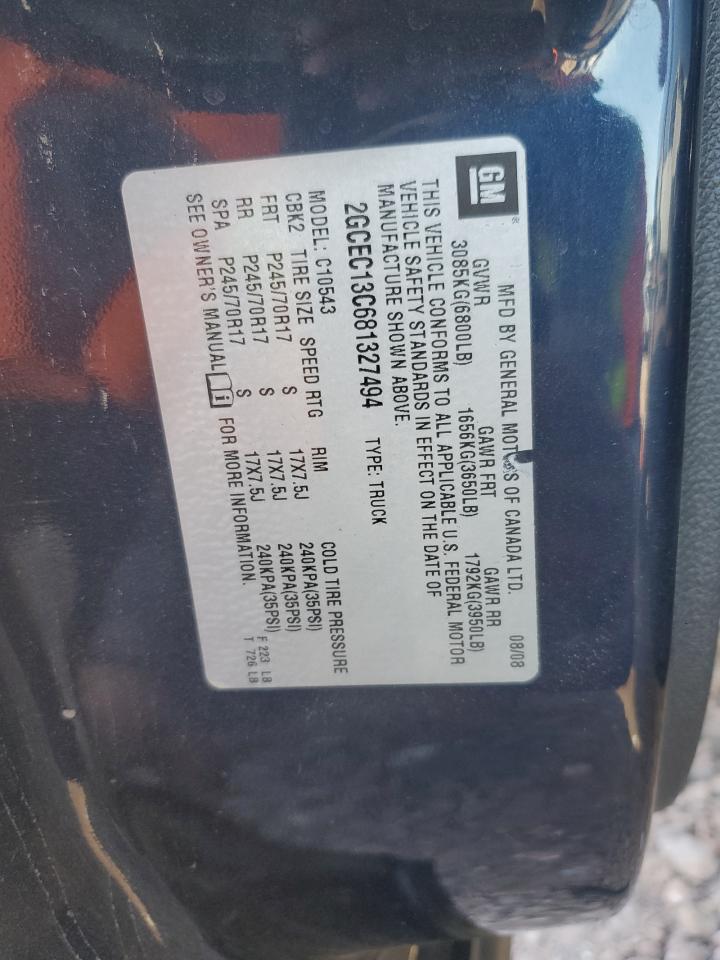 GM
MFD BY GENERAL MOTORS OF CANADA LTD. 08/08
GVWR GAWR FRT GAWR RR
3085KG(6800LB) 1656KG(3650LB) 1792KG(3950LB)
THIS VEHICLE CONFORMS TO ALL APPLICABLE U.S. FEDERAL MOTOR
VEHICLE SAFETY STANDARDS IN EFFECT ON THE DATE OF
MANUFACTURE SHOWN ABOVE.
2GCEC13C681327494 TYPE: TRUCK
MODEL: C10543
CBK2 TIRE SIZE SPEED RTG RIM COLD TIRE PRESSURE
FRT P245/70R17 S 17X7.5J 240KPA(35PSI)
RR P245/70R17 S 17X7.5J 240KPA(35PSI)
SPA P245/70R17 S 17X7.5J 240KPA(35PSI)
SEE OWNER'S MANUAL FOR MORE INFORMATION.
F 223 LB
T 726 LB